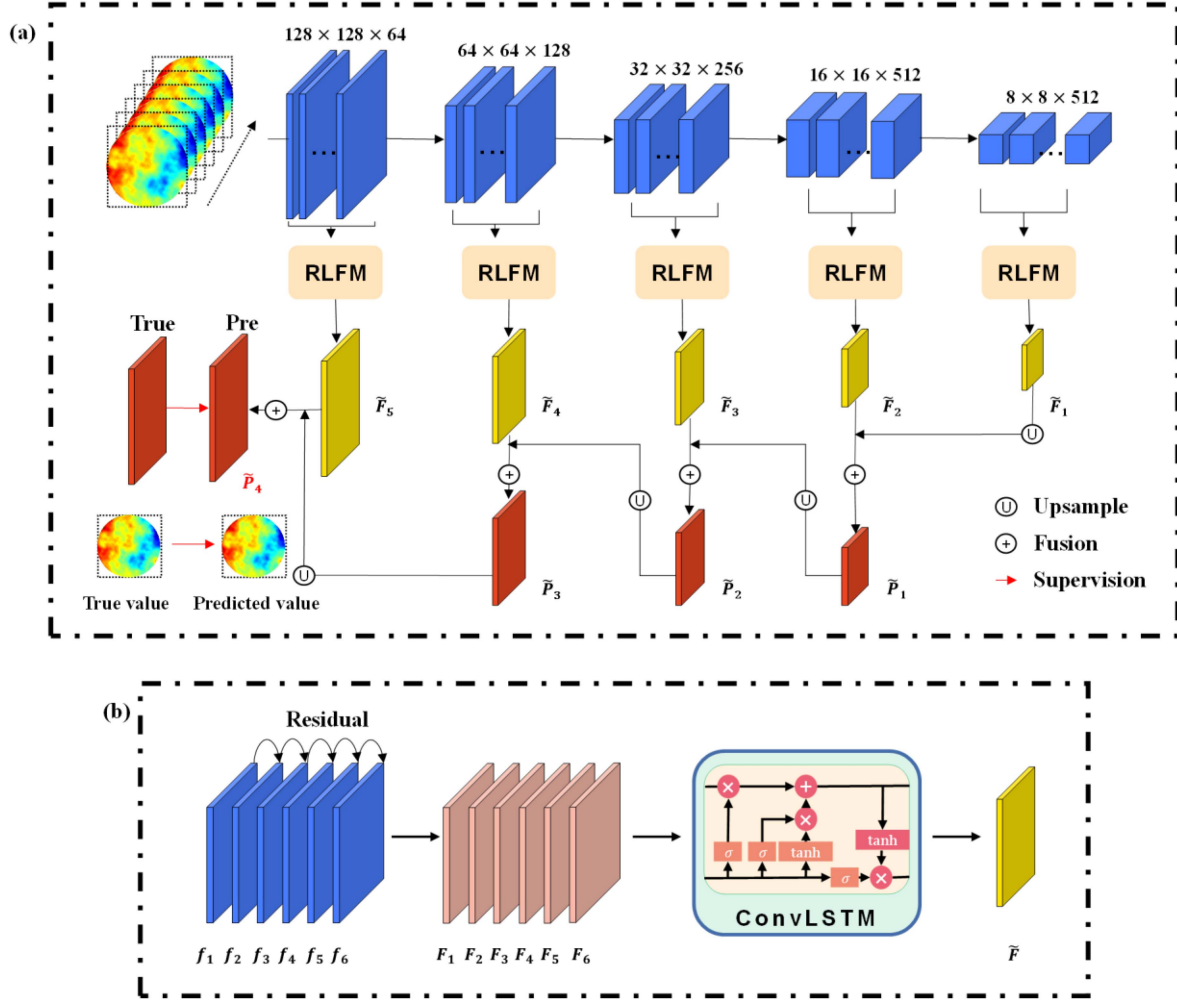 (a)
128 × 128 × 64
64 × 64 × 128
32 × 32 × 256
16 × 16 × 512
8 × 8 × 512
...
...
...
...
...
RLFM
RLFM
RLFM
RLFM
RLFM
True
Pre
F̃₅
F̃₄
F̃₃
F̃₂
F̃₁
+
U
P̃₄
+
+
+
U
U
U
U
Upsample
+
Fusion
Supervision
True value
Predicted value
P̃₃
P̃₂
P̃₁
(b)
Residual
×
+
×
tanh
σ
σ
tanh
σ
×
ConvLSTM
f₁ f₂ f₃ f₄ f₅ f₆
F₁ F₂ F₃ F₄ F₅ F₆
F̃